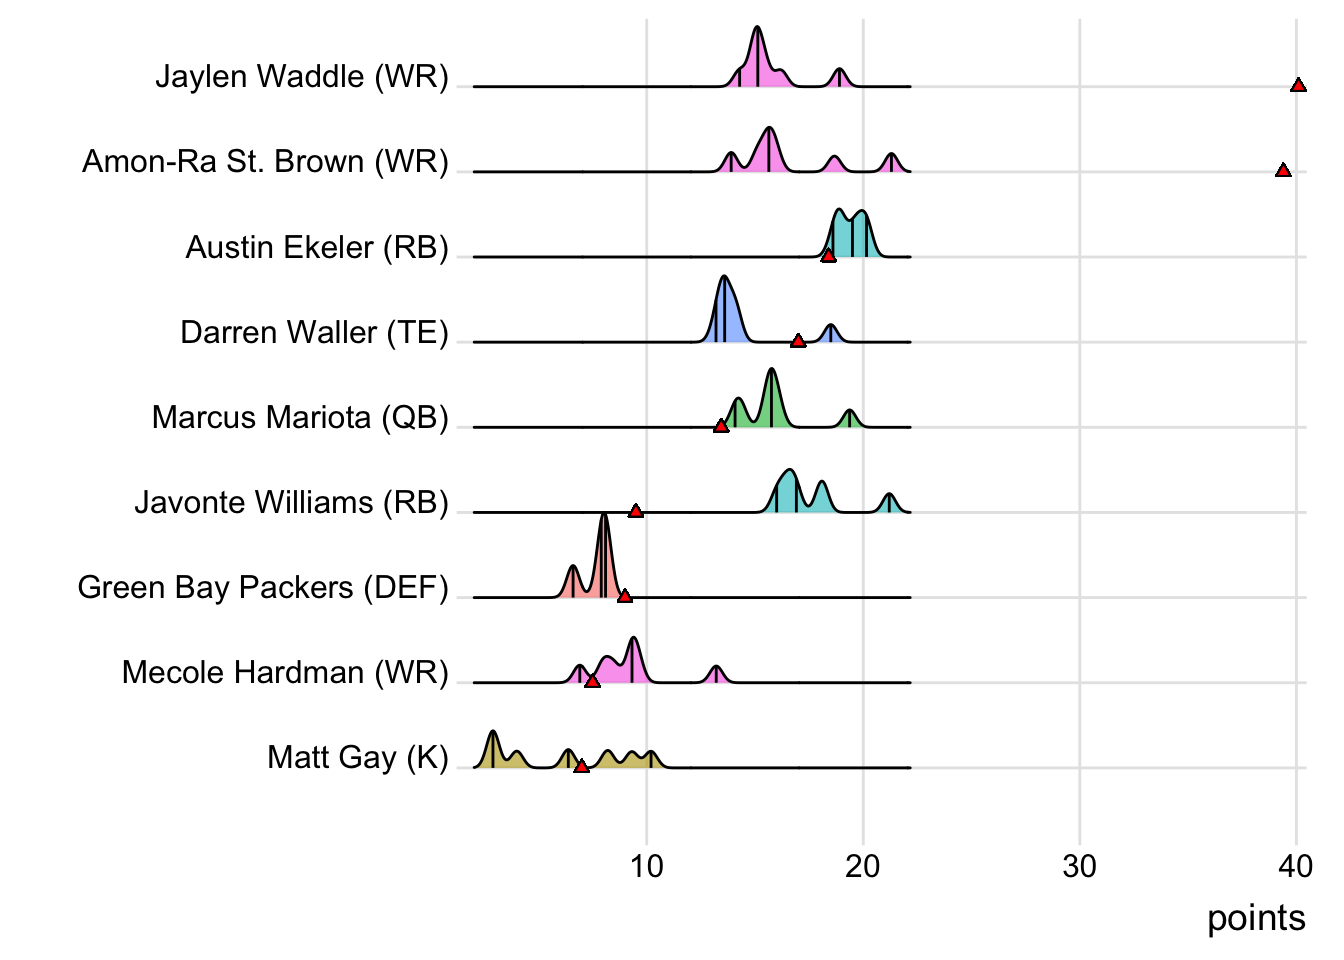 Jaylen Waddle (WR)
Amon-Ra St. Brown (WR)
Austin Ekeler (RB)
Darren Waller (TE)
Marcus Mariota (QB)
Javonte Williams (RB)
Green Bay Packers (DEF)
Mecole Hardman (WR)
Matt Gay (K)
10 20 30 40
points